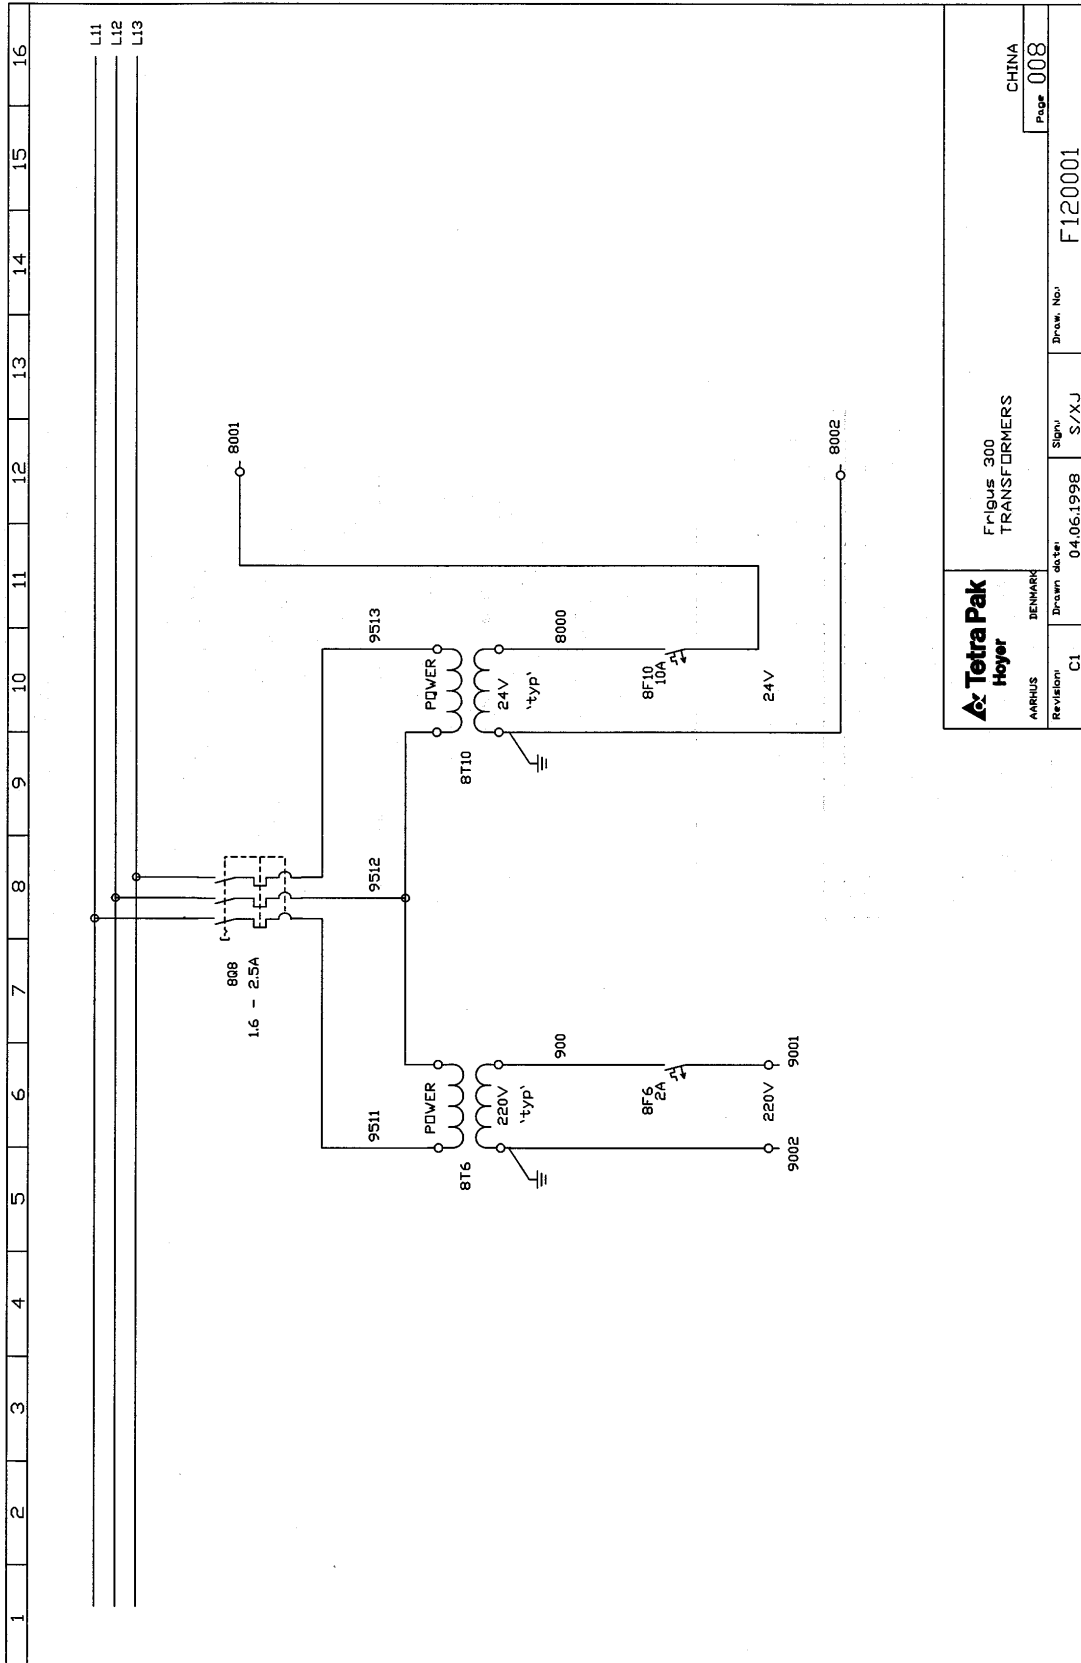 1 2 3 4 5 6 7 8 9 10 11 12 13 14 15 16
L11
L12
L13
8Q8
1.6 - 2.5A
9511
9512
9513
8001
POWER
POWER
8T6
220V
'typ'
8T10
24V
'typ'
900
8000
8F6
2A
8F10
10A
220V
24V
9002
9001
8002
Tetra Pak
Hoyer
AARHUS DENMARK
Frigus 300
TRANSFORMERS
CHINA
Page 008
Revision: C1
Drawn date: 04.06.1998
Sign.: S/XJ
Draw. No.: F120001